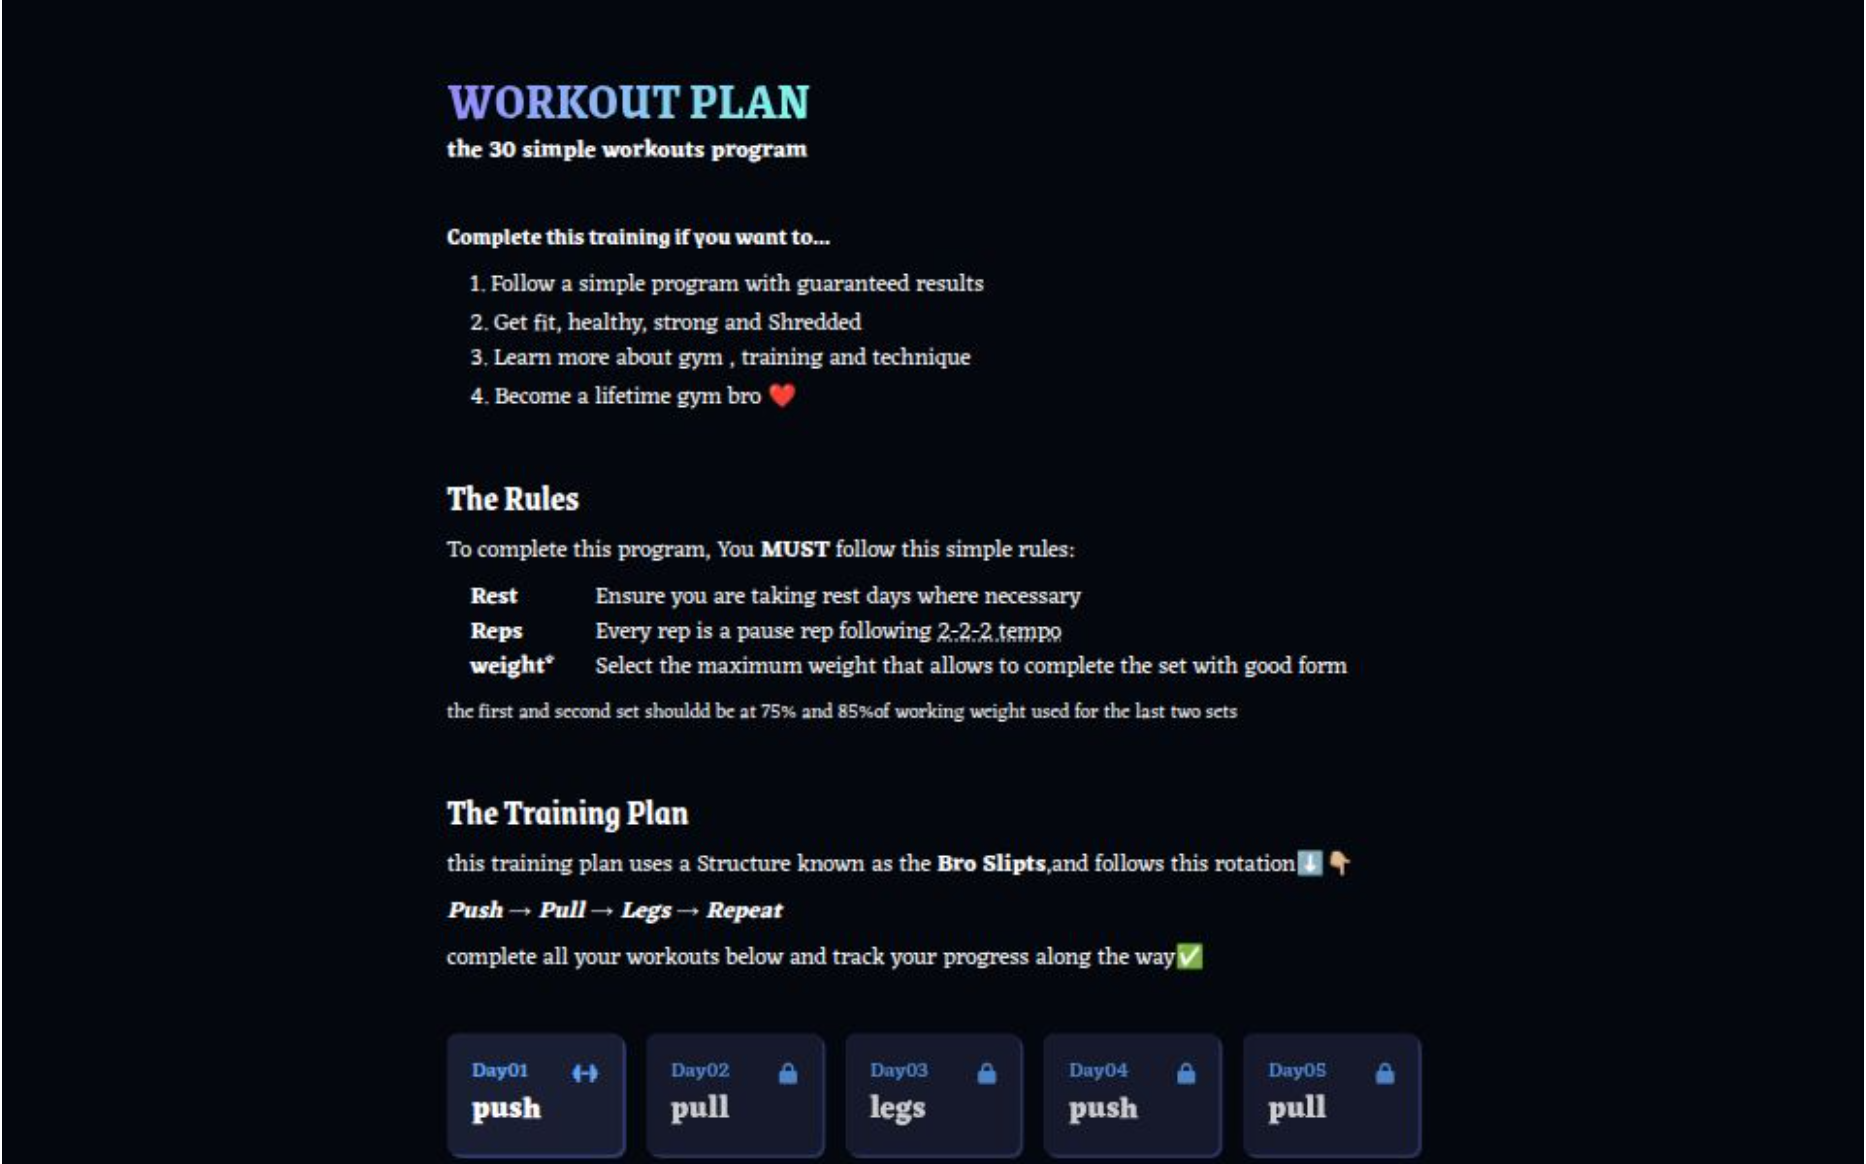 WORKOUT PLAN
the 30 simple workouts program
Complete this training if you want to...
1. Follow a simple program with guaranteed results
2. Get fit, healthy, strong and Shredded
3. Learn more about gym , training and technique
4. Become a lifetime gym bro ❤️
The Rules
To complete this program, You MUST follow this simple rules:
Rest Ensure you are taking rest days where necessary
Reps Every rep is a pause rep following 2-2-2 tempo
weight* Select the maximum weight that allows to complete the set with good form
the first and second set shouldd be at 75% and 85%of working weight used for the last two sets
The Training Plan
this training plan uses a Structure known as the Bro Slipts,and follows this rotation⬇️👇🏼
Push → Pull → Legs → Repeat
complete all your workouts below and track your progress along the way✅
Day01 Day02 Day03 Day04 Day05
push pull legs push pull